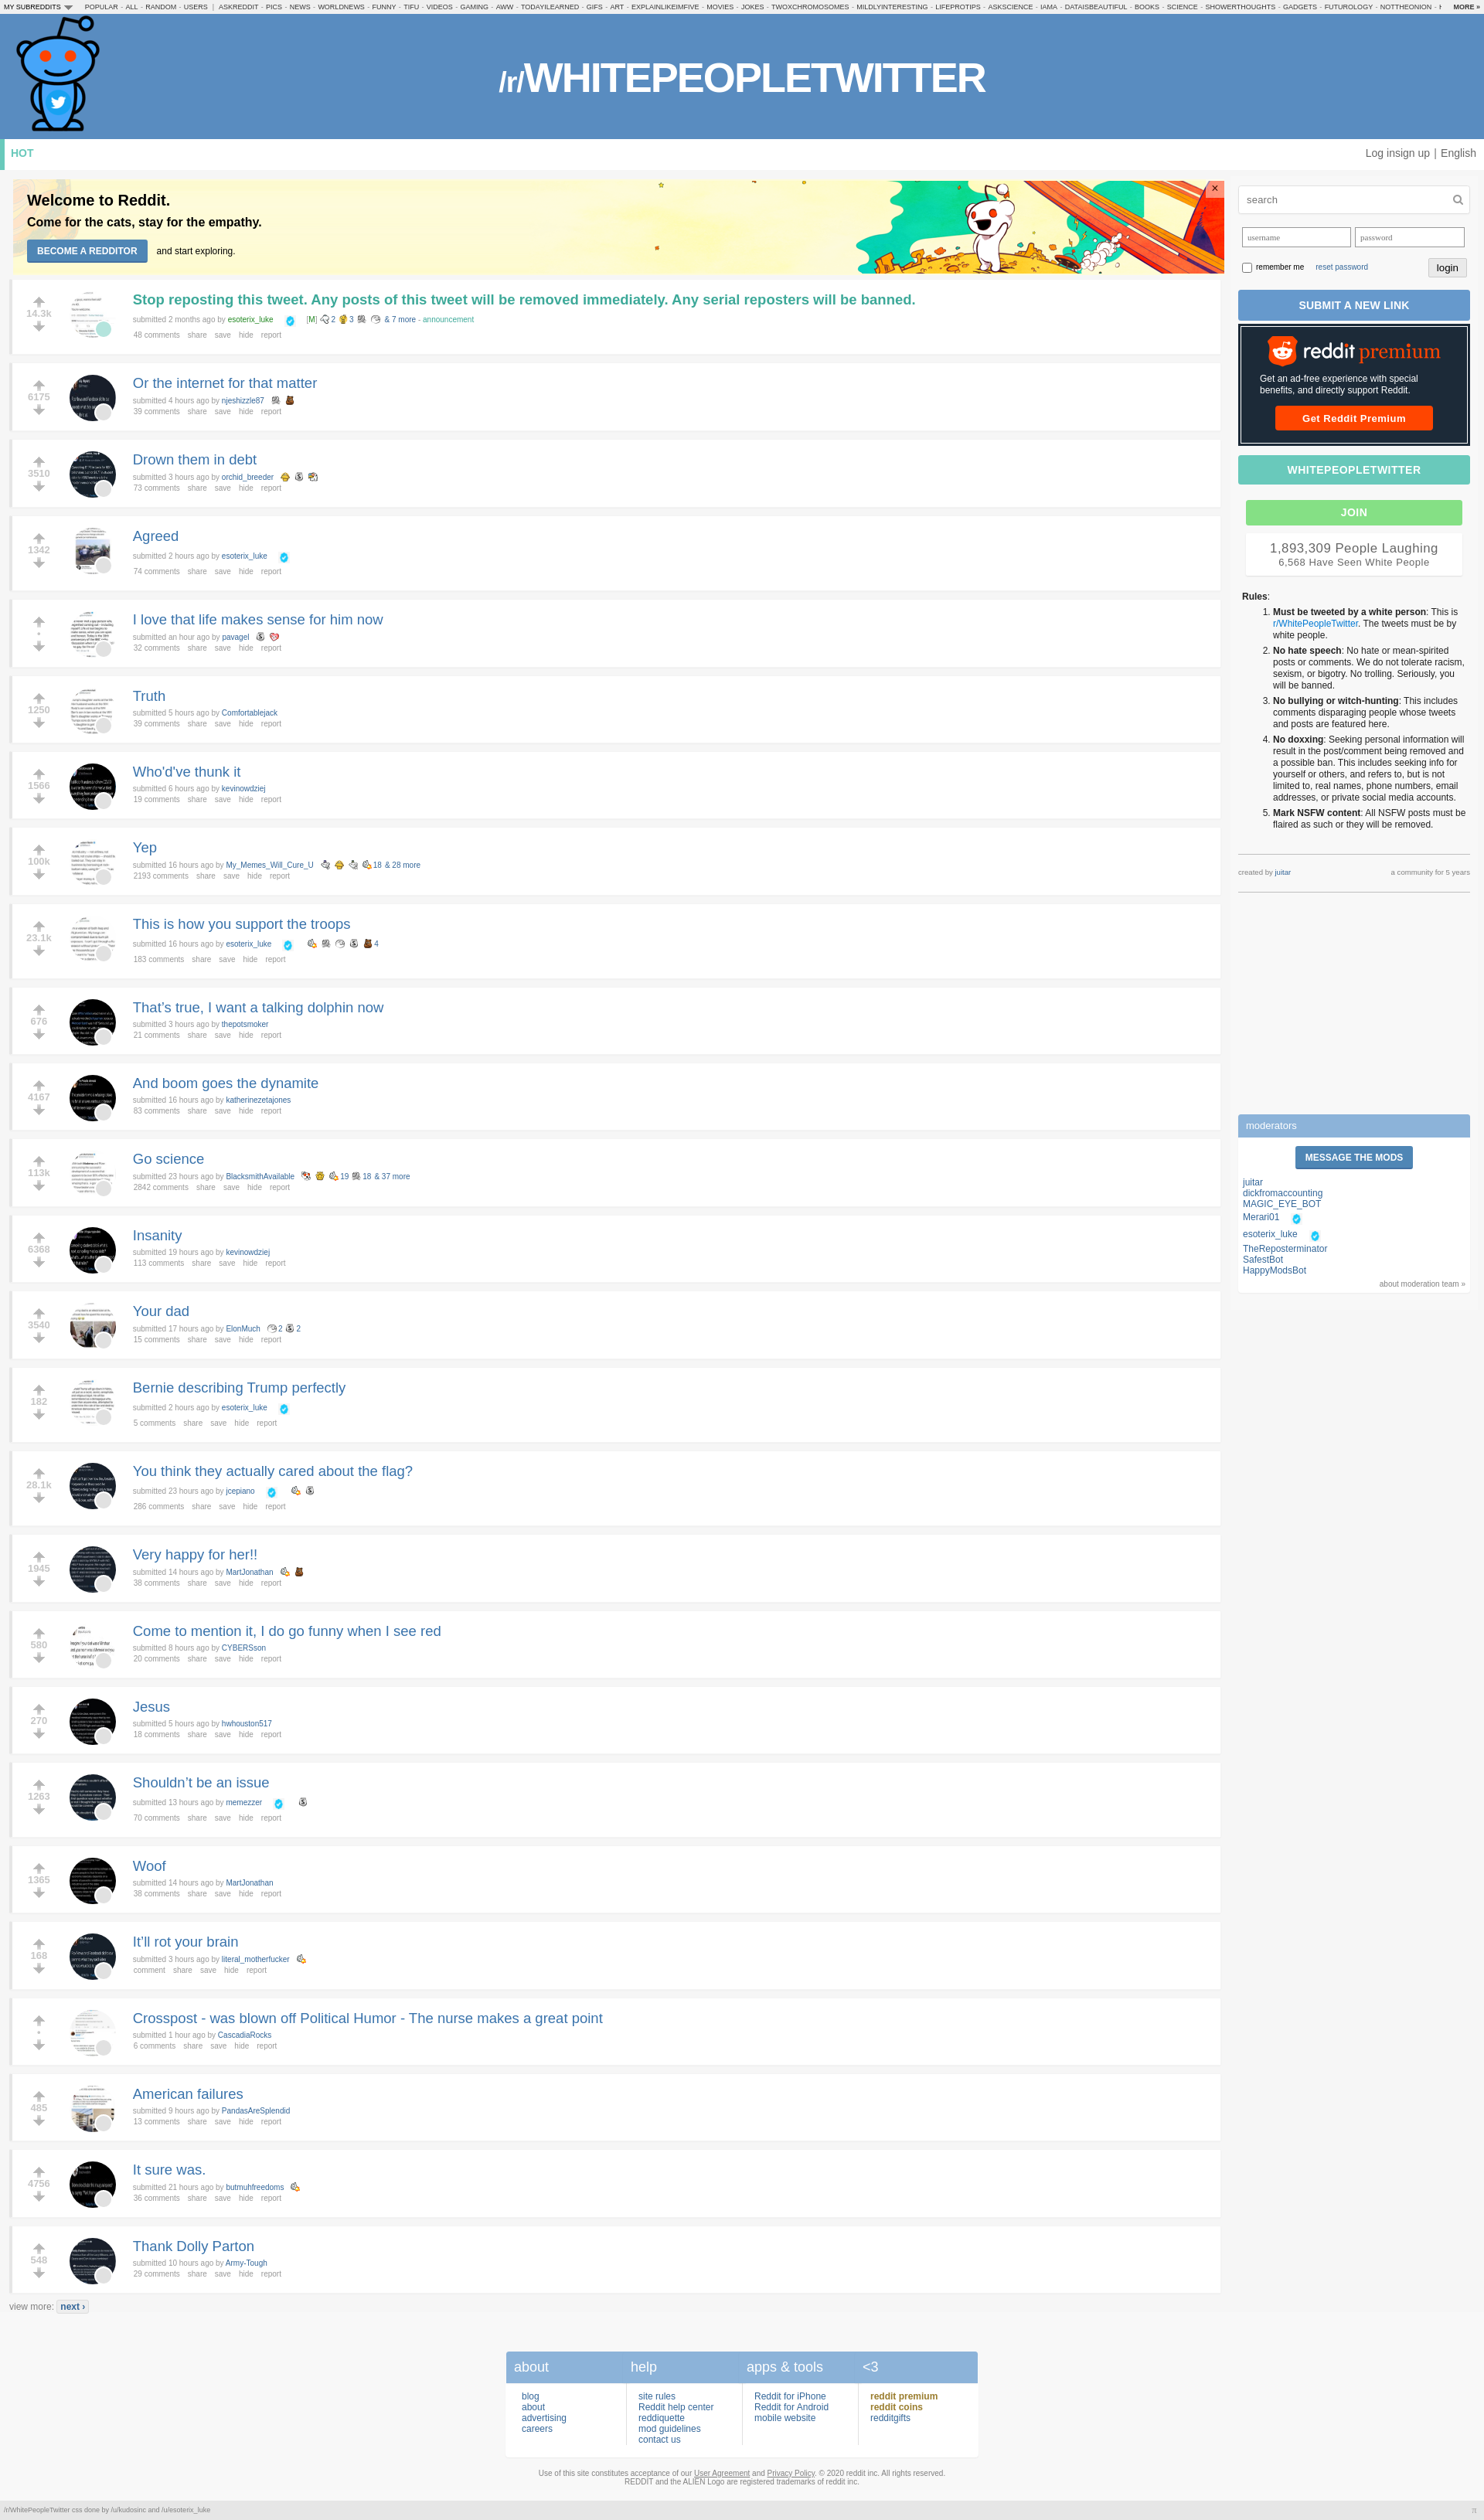 MY SUBREDDITS POPULAR - ALL - RANDOM - USERS | ASKREDDIT - PICS - NEWS - WORLDNEWS - FUNNY - TIFU - VIDEOS - GAMING - AWW - TODAYILEARNED - GIFS - ART - EXPLAINLIKEIMFIVE - MOVIES - JOKES - TWOXCHROMOSOMES - MILDLYINTERESTING - LIFEPROTIPS - ASKSCIENCE - IAMA - DATAISBEAUTIFUL - BOOKS - SCIENCE - SHOWERTHOUGHTS - GADGETS - FUTUROLOGY - NOTTHEONION - MORE »
/r/WHITEPEOPLETWITTER
HOT
Log insign up | English
Welcome to Reddit.
Come for the cats, stay for the empathy.
BECOME A REDDITOR and start exploring.
×
14.3k
Stop reposting this tweet. Any posts of this tweet will be removed immediately. Any serial reposters will be banned.
submitted 2 months ago by esoterix_luke [M] 2 3 & 7 more - announcement
48 comments share save hide report
6175
Or the internet for that matter
submitted 4 hours ago by njeshizzle87
39 comments share save hide report
3510
Drown them in debt
submitted 3 hours ago by orchid_breeder
73 comments share save hide report
1342
Agreed
submitted 2 hours ago by esoterix_luke
74 comments share save hide report
•
I love that life makes sense for him now
submitted an hour ago by pavagel
32 comments share save hide report
1250
Truth
submitted 5 hours ago by Comfortablejack
39 comments share save hide report
1566
Who'd've thunk it
submitted 6 hours ago by kevinowdziej
19 comments share save hide report
100k
Yep
submitted 16 hours ago by My_Memes_Will_Cure_U 18 & 28 more
2193 comments share save hide report
23.1k
This is how you support the troops
submitted 16 hours ago by esoterix_luke 4
183 comments share save hide report
676
That's true, I want a talking dolphin now
submitted 3 hours ago by thepotsmoker
21 comments share save hide report
4167
And boom goes the dynamite
submitted 16 hours ago by katherinezetajones
83 comments share save hide report
113k
Go science
submitted 23 hours ago by BlacksmithAvailable 19 18 & 37 more
2842 comments share save hide report
6368
Insanity
submitted 19 hours ago by kevinowdziej
113 comments share save hide report
3540
Your dad
submitted 17 hours ago by ElonMuch 2 2
15 comments share save hide report
182
Bernie describing Trump perfectly
submitted 2 hours ago by esoterix_luke
5 comments share save hide report
28.1k
You think they actually cared about the flag?
submitted 23 hours ago by jcepiano
286 comments share save hide report
1945
Very happy for her!!
submitted 14 hours ago by MartJonathan
38 comments share save hide report
580
Come to mention it, I do go funny when I see red
submitted 8 hours ago by CYBERSson
20 comments share save hide report
270
Jesus
submitted 5 hours ago by hwhouston517
18 comments share save hide report
1263
Shouldn't be an issue
submitted 13 hours ago by memezzer
70 comments share save hide report
1365
Woof
submitted 14 hours ago by MartJonathan
38 comments share save hide report
168
It'll rot your brain
submitted 3 hours ago by literal_motherfucker
comment share save hide report
•
Crosspost - was blown off Political Humor - The nurse makes a great point
submitted 1 hour ago by CascadiaRocks
6 comments share save hide report
485
American failures
submitted 9 hours ago by PandasAreSplendid
13 comments share save hide report
4756
It sure was.
submitted 21 hours ago by butmuhfreedoms
36 comments share save hide report
548
Thank Dolly Parton
submitted 10 hours ago by Army-Tough
29 comments share save hide report
view more: next ›
search
username password
remember me reset password login
SUBMIT A NEW LINK
reddit premium
Get an ad-free experience with special
benefits, and directly support Reddit.
Get Reddit Premium
WHITEPEOPLETWITTER
JOIN
1,893,309 People Laughing
6,568 Have Seen White People
Rules:
1. Must be tweeted by a white person: This is
r/WhitePeopleTwitter. The tweets must be by
white people.
2. No hate speech: No hate or mean-spirited
posts or comments. We do not tolerate racism,
sexism, or bigotry. No trolling. Seriously, you
will be banned.
3. No bullying or witch-hunting: This includes
comments disparaging people whose tweets
and posts are featured here.
4. No doxxing: Seeking personal information will
result in the post/comment being removed and
a possible ban. This includes seeking info for
yourself or others, and refers to, but is not
limited to, real names, phone numbers, email
addresses, or private social media accounts.
5. Mark NSFW content: All NSFW posts must be
flaired as such or they will be removed.
created by juitar a community for 5 years
moderators
MESSAGE THE MODS
juitar
dickfromaccounting
MAGIC_EYE_BOT
Merari01
esoterix_luke
TheReposterminator
SafestBot
HappyModsBot
about moderation team »
about
blog
about
advertising
careers
help
site rules
Reddit help center
reddiquette
mod guidelines
contact us
apps & tools
Reddit for iPhone
Reddit for Android
mobile website
<3
reddit premium
reddit coins
redditgifts
Use of this site constitutes acceptance of our User Agreement and Privacy Policy. © 2020 reddit inc. All rights reserved.
REDDIT and the ALIEN Logo are registered trademarks of reddit inc.
/r/WhitePeopleTwitter css done by /u/kudosinc and /u/esoterix_luke
π